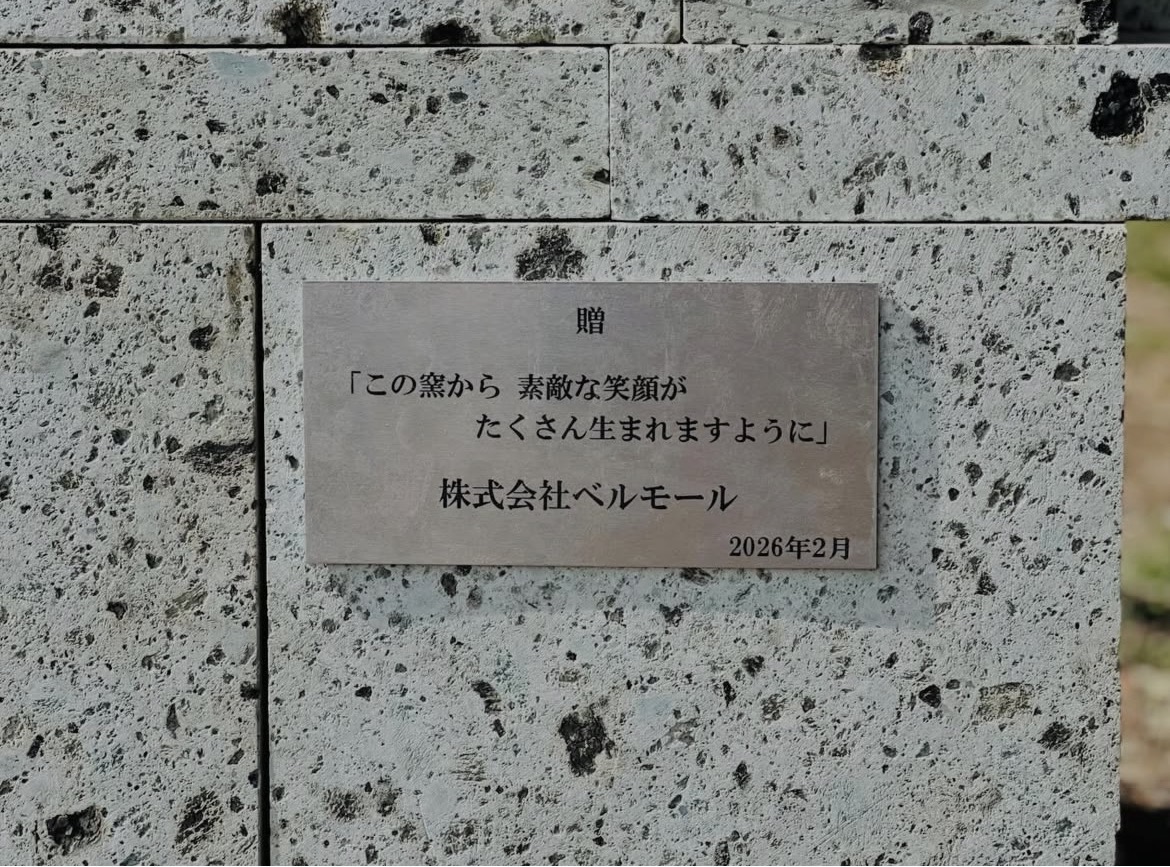 贈
「この窯から 素敵な笑顔が
たくさん生まれますように」
株式会社ベルモール
2026年2月